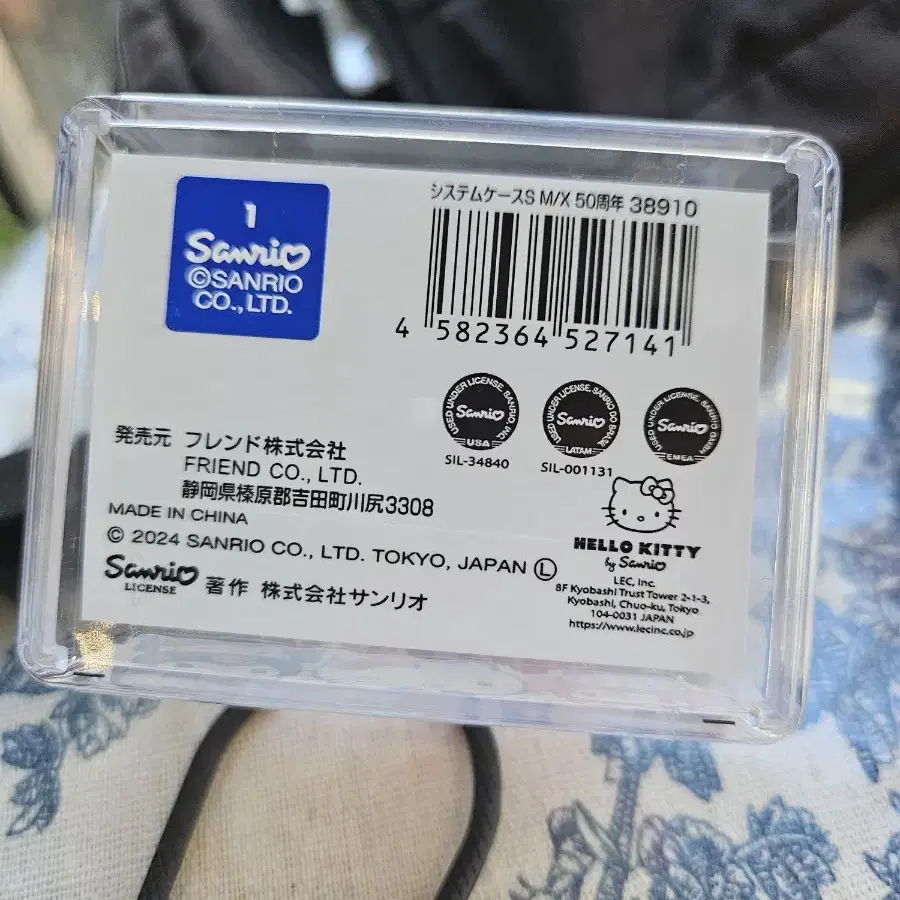 1
Sanrio
©SANRIO
CO., LTD.
システムケースS M/X 50周年 38910
4 582364 527141
USED UNDER LICENSE, SANRIO, INC.
Sanrio
USA
SIL-34840
USED UNDER LICENSE, SANRIO DO BRASIL
Sanrio
LATAM
SIL-001131
USED UNDER LICENSE, SANRIO GMBH
Sanrio
EMEA
発売元 フレンド株式会社
FRIEND CO., LTD.
静岡県榛原郡吉田町川尻3308
MADE IN CHINA
© 2024 SANRIO CO., LTD. TOKYO, JAPAN Ⓛ
Sanrio
LICENSE
著作 株式会社サンリオ
HELLO KITTY
by Sanrio
LEC, Inc.
8F Kyobashi Trust Tower 2-1-3,
Kyobashi, Chuo-ku, Tokyo
104-0031 JAPAN
https://www.lecinc.co.jp